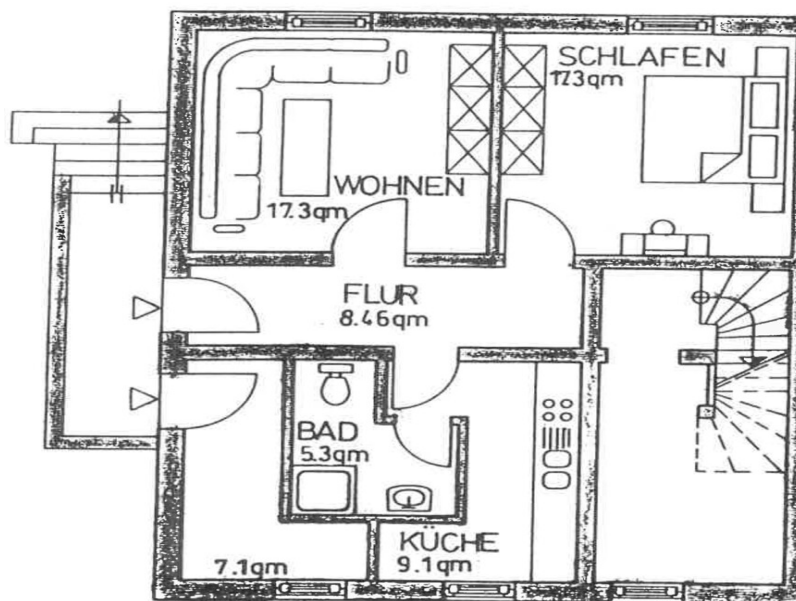 WOHNEN
17.3qm
SCHLAFEN
17.3qm
FLUR
8.46qm
BAD
5.3qm
KÜCHE
9.1qm
7.1qm